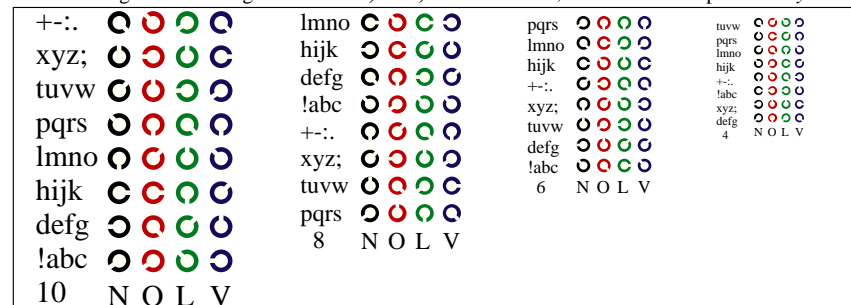 +-:.
xyz;
tuvw
pqrs
lmno
hijk
defg
!abc
10 N O L V
lmno
hijk
defg
!abc
+-:.
xyz;
tuvw
pqrs
8 N O L V
pqrs
lmno
hijk
+-:.
xyz;
tuvw
defg
!abc
6 N O L V
tuvw
pqrs
lmno
hijk
+-:.
!abc
xyz;
defg
4 N O L V